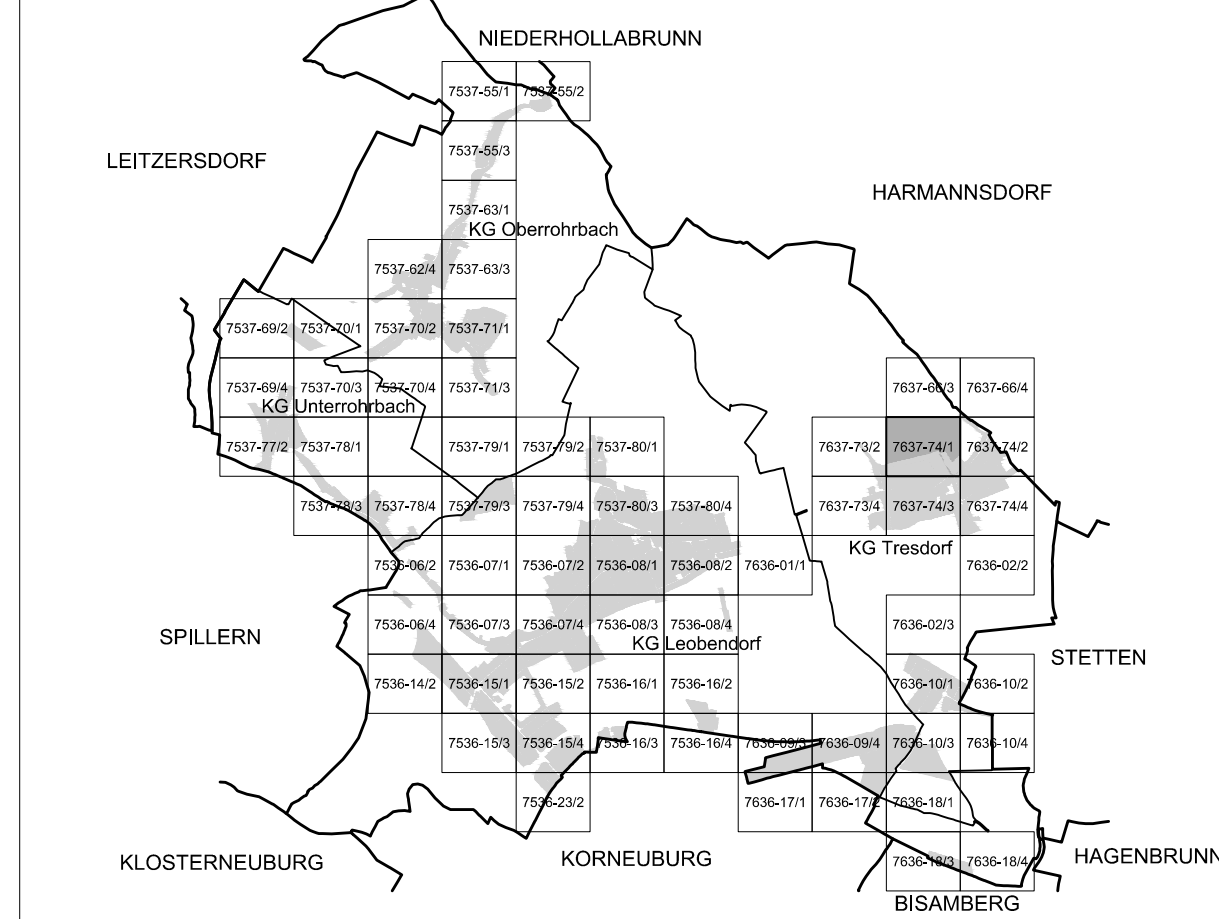 NIEDERHOLLABRUNN
7537-55/1 7537-55/2
LEITZERSDORF
7537-55/3
HARMANNSDORF
7537-63/1
KG Oberrohrbach
7537-62/4 7537-63/3
7537-69/2 7537-70/1 7537-70/2 7537-71/1
7537-69/4 7537-70/3 7537-70/4 7537-71/3 7637-66/3 7637-66/4
KG Unterrohrbach
7537-77/2 7537-78/1 7537-79/1 7537-79/2 7537-80/1 7637-73/2 7637-74/1 7637-74/2
7537-78/3 7537-78/4 7537-79/3 7537-79/4 7537-80/3 7537-80/4 7637-73/4 7637-74/3 7637-74/4
KG Tresdorf
7536-06/2 7536-07/1 7536-07/2 7536-08/1 7536-08/2 7636-01/1 7636-02/2
7536-06/4 7536-07/3 7536-07/4 7536-08/3 7536-08/4 7636-02/3
SPILLERN
KG Leobendorf
STETTEN
7536-14/2 7536-15/1 7536-15/2 7536-16/1 7536-16/2 7636-10/1 7636-10/2
7536-15/3 7536-15/4 7536-16/3 7536-16/4 7636-09/3 7636-09/4 7636-10/3 7636-10/4
7536-23/2 7636-17/1 7636-17/2 7636-18/1
KLOSTERNEUBURG
KORNEUBURG
7636-18/3 7636-18/4
HAGENBRUNN
BISAMBERG